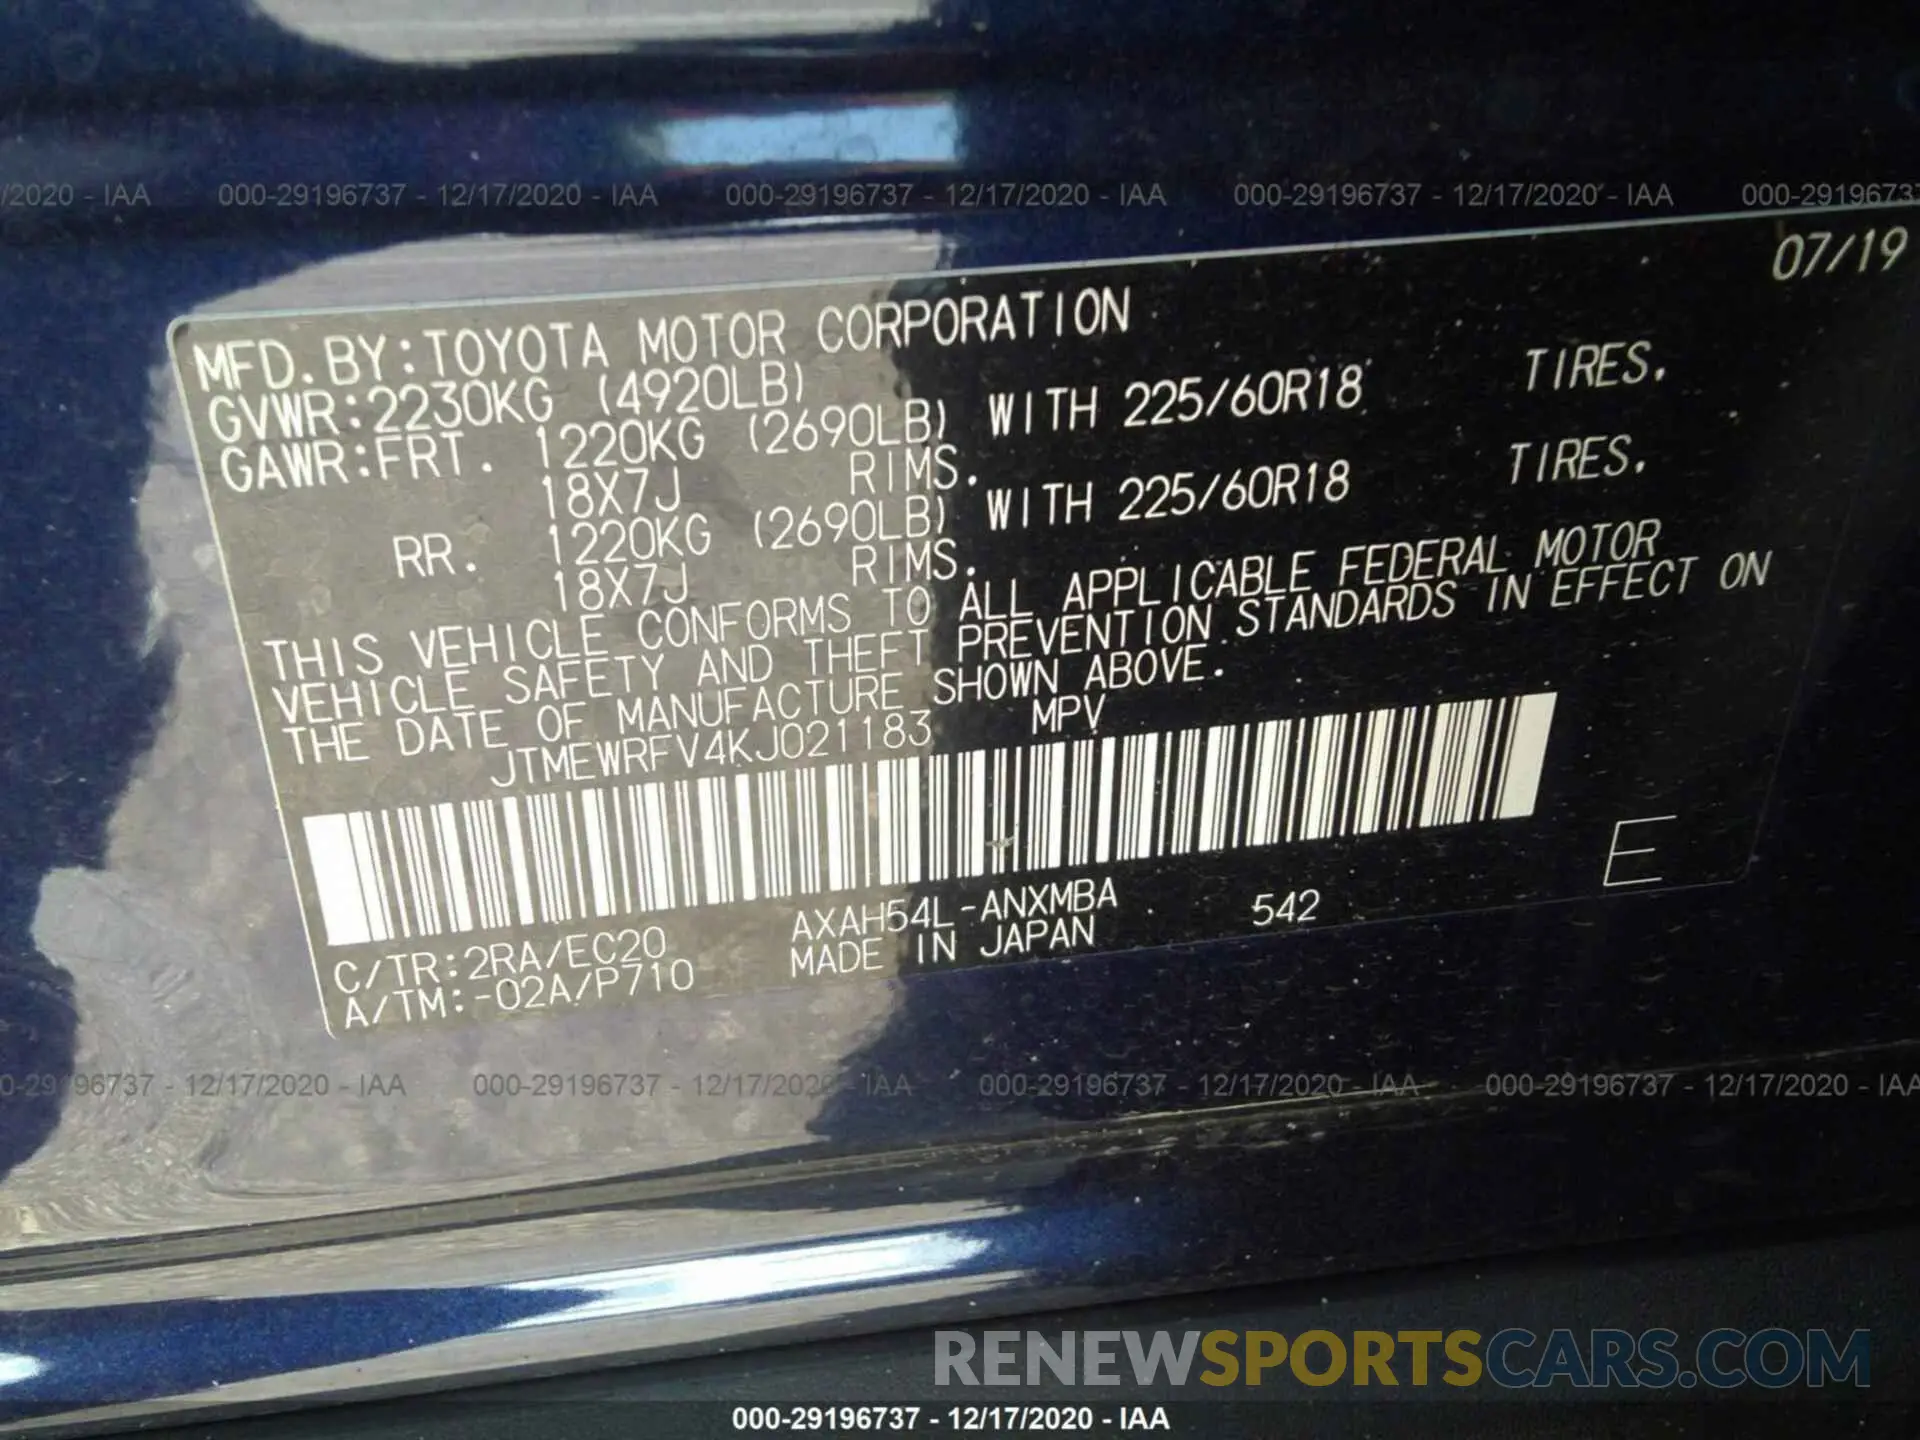 /2020 - IAA 000-29196737 - 12/17/2020 - IAA 000-29196737 - 12/17/2020 - IAA 000-29196737 - 12/17/2020 - IAA 000-29196737
07/19
MFD.BY:TOYOTA MOTOR CORPORATION
GVWR:2230KG (4920LB)
GAWR:FRT. 1220KG (2690LB) WITH 225/60R18 TIRES.
18X7J RIMS.
RR. 1220KG (2690LB) WITH 225/60R18 TIRES.
18X7J RIMS.
THIS VEHICLE CONFORMS TO ALL APPLICABLE FEDERAL MOTOR
VEHICLE SAFETY AND THEFT PREVENTION STANDARDS IN EFFECT ON
THE DATE OF MANUFACTURE SHOWN ABOVE.
JTMEWRFV4KJ021183 MPV
E
C/TR:2RA/EC20 AXAH54L-ANXMBA 542
A/TM:-02A/P710 MADE IN JAPAN
0-29196737 - 12/17/2020 - IAA 000-29196737 - 12/17/2020 - IAA 000-29196737 - 12/17/2020 - IAA 000-29196737 - 12/17/2020 - IAA
RENEWSPORTSCARS.COM
000-29196737 - 12/17/2020 - IAA